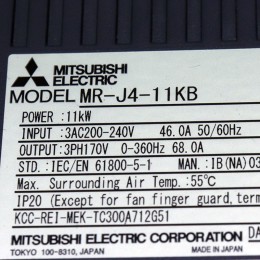 MITSUBISHI
ELECTRIC
MODEL MR-J4-11KB
POWER :11kW
INPUT :3AC200-240V 46.0A 50/60Hz
OUTPUT:3PH170V 0-360Hz 68.0A
STD.:IEC/EN 61800-5-1 MAN.:IB(NA)03
Max. Surrounding Air Temp.:55℃
IP20 (Except for fan finger guard,term
KCC-REI-MEK-TC300A712G51
MITSUBISHI ELECTRIC CORPORATION DA
TOKYO 100-8310, JAPAN MADE IN JAPAN